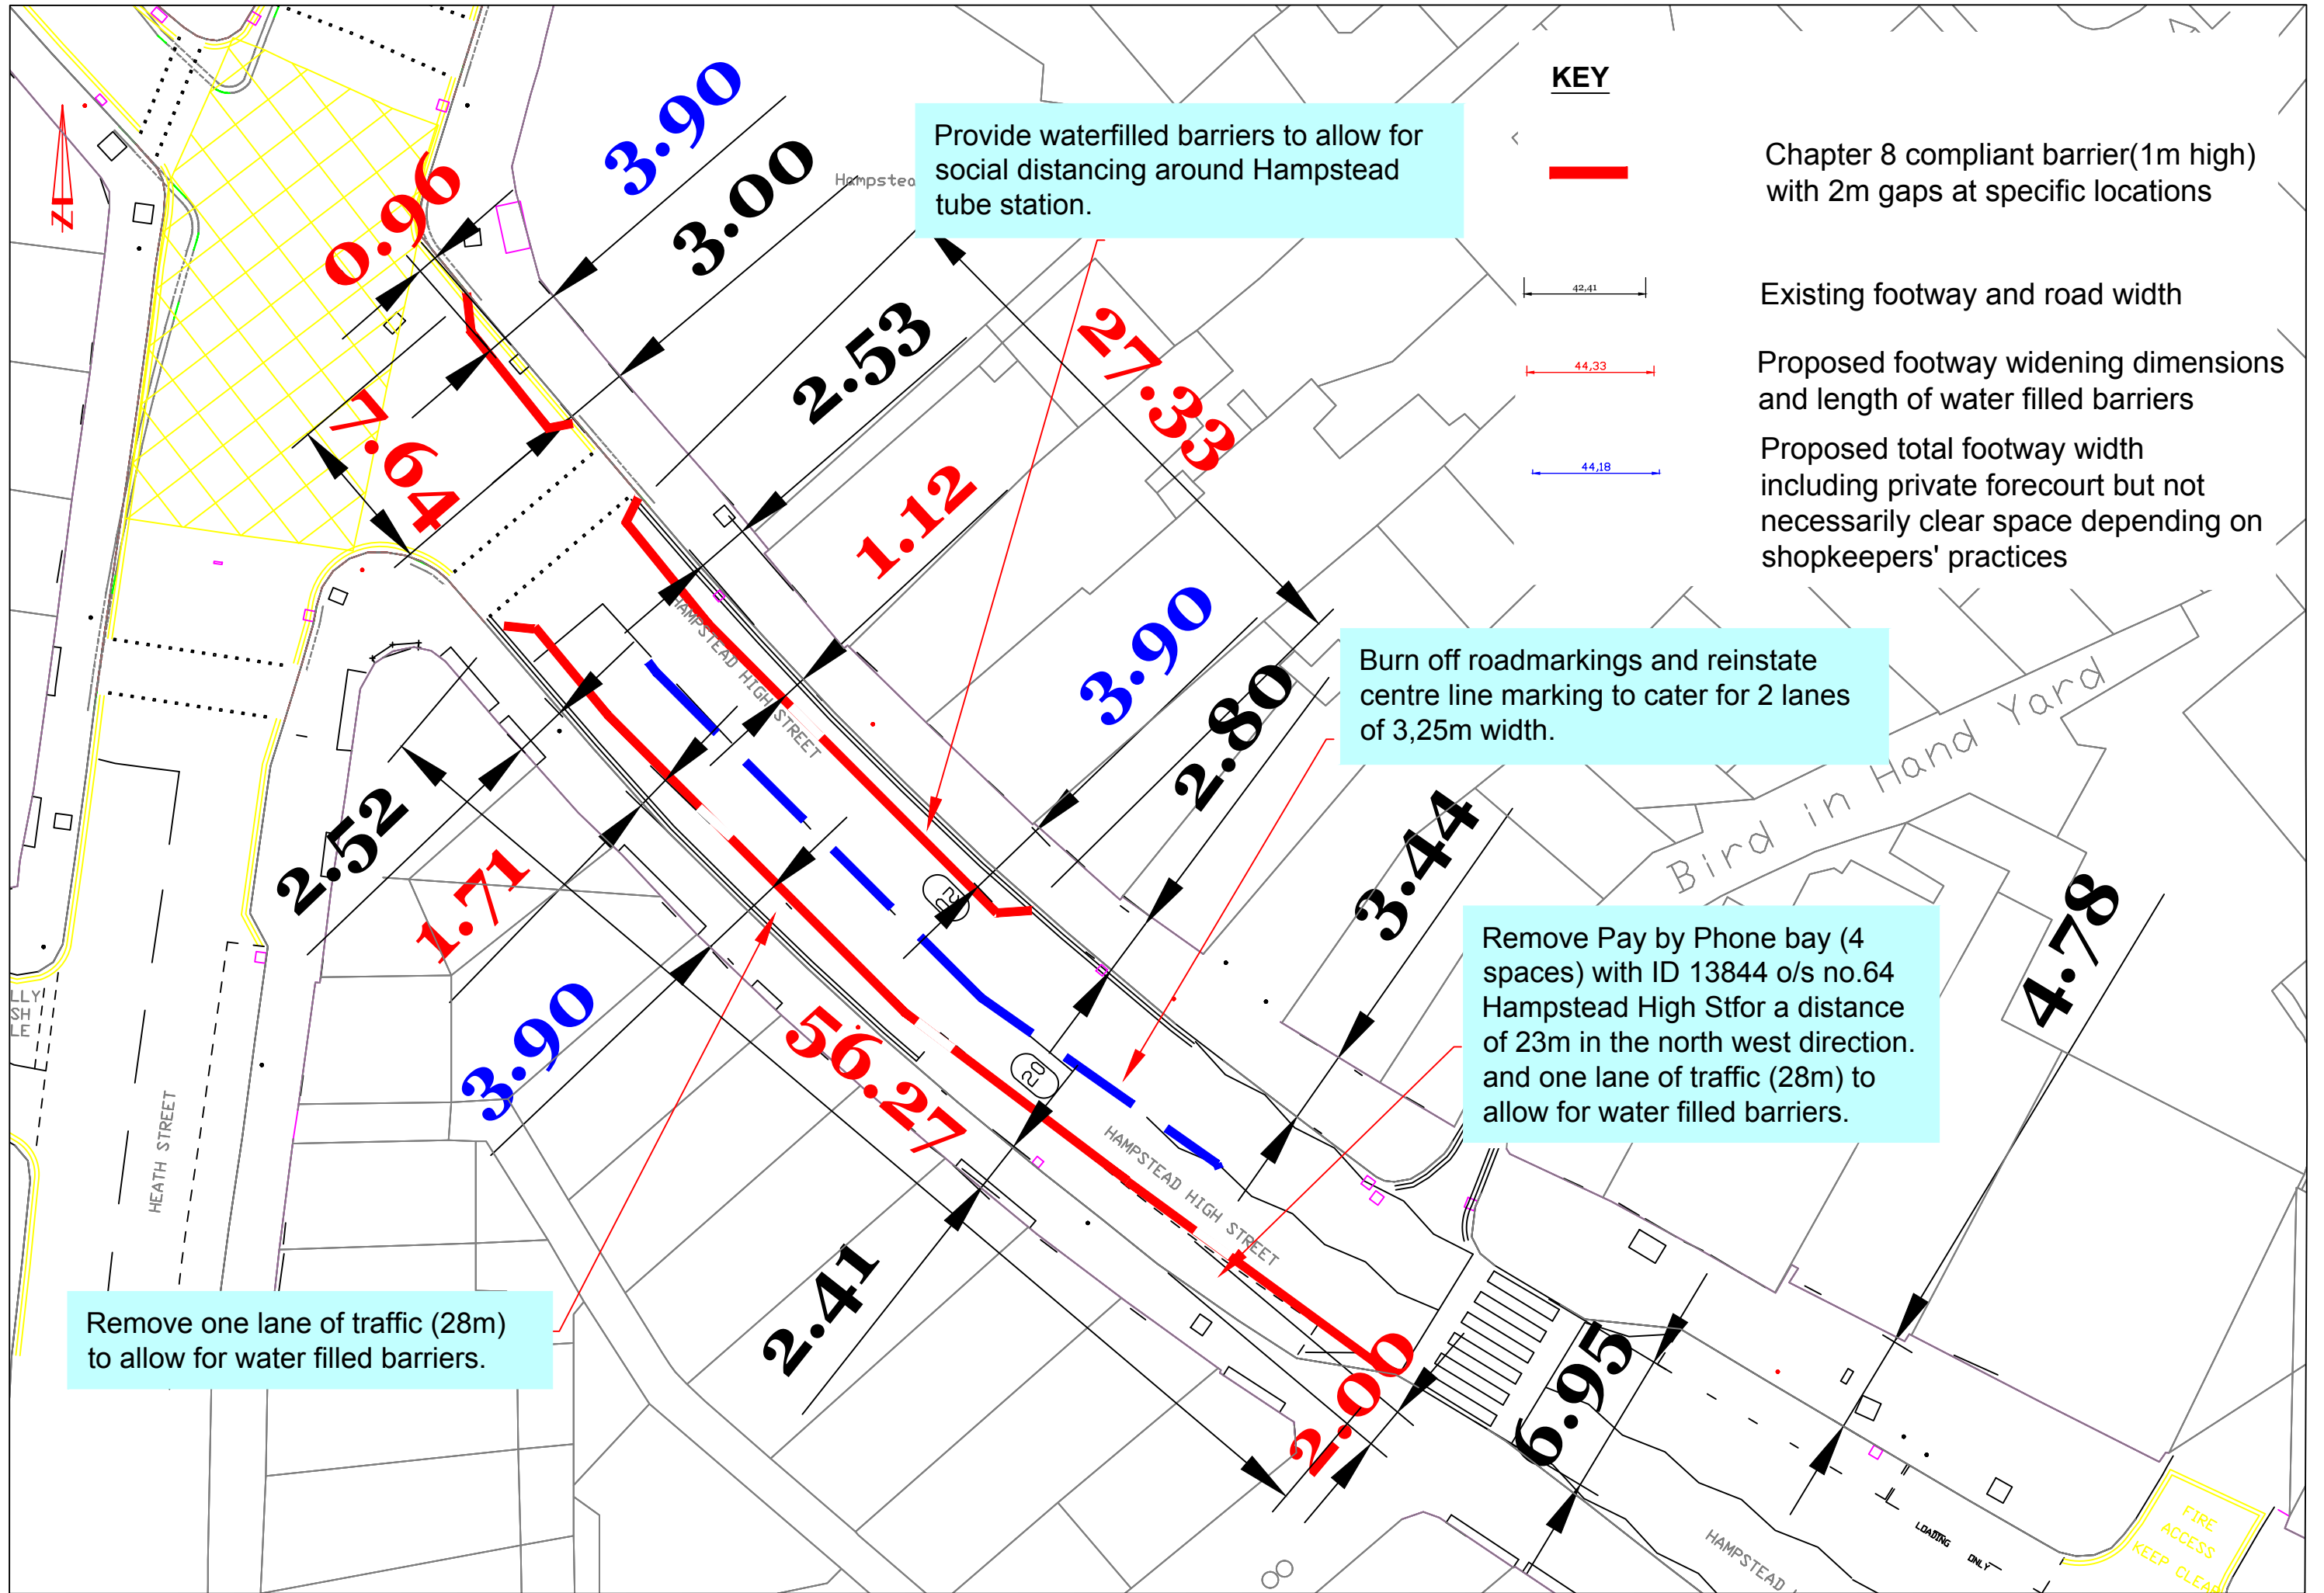 KEY
Chapter 8 compliant barrier(1m high)
with 2m gaps at specific locations
42,41
Existing footway and road width
44,33
Proposed footway widening dimensions
and length of water filled barriers
44,18
Proposed total footway width
including private forecourt but not
necessarily clear space depending on
shopkeepers' practices
Provide waterfilled barriers to allow for
social distancing around Hampstead
tube station.
Burn off roadmarkings and reinstate
centre line marking to cater for 2 lanes
of 3,25m width.
Remove Pay by Phone bay (4
spaces) with ID 13844 o/s no.64
Hampstead High Stfor a distance
of 23m in the north west direction.
and one lane of traffic (28m) to
allow for water filled barriers.
Remove one lane of traffic (28m)
to allow for water filled barriers.
N
0.96
3.90
3.00
Hampstea
2.53
27.33
7.64
1.12
3.90
2.80
3.44
4.78
2.52
1.71
3.90
56.27
2.41
2.00
6.95
HAMPSTEAD HIGH STREET
20
20
HAMPSTEAD HIGH STREET
HAMPSTEAD
Bird in Hand Yard
HEATH STREET
LLY
SH
LE
LOADING ONLY
FIRE
ACCESS
KEEP CLEAR
8